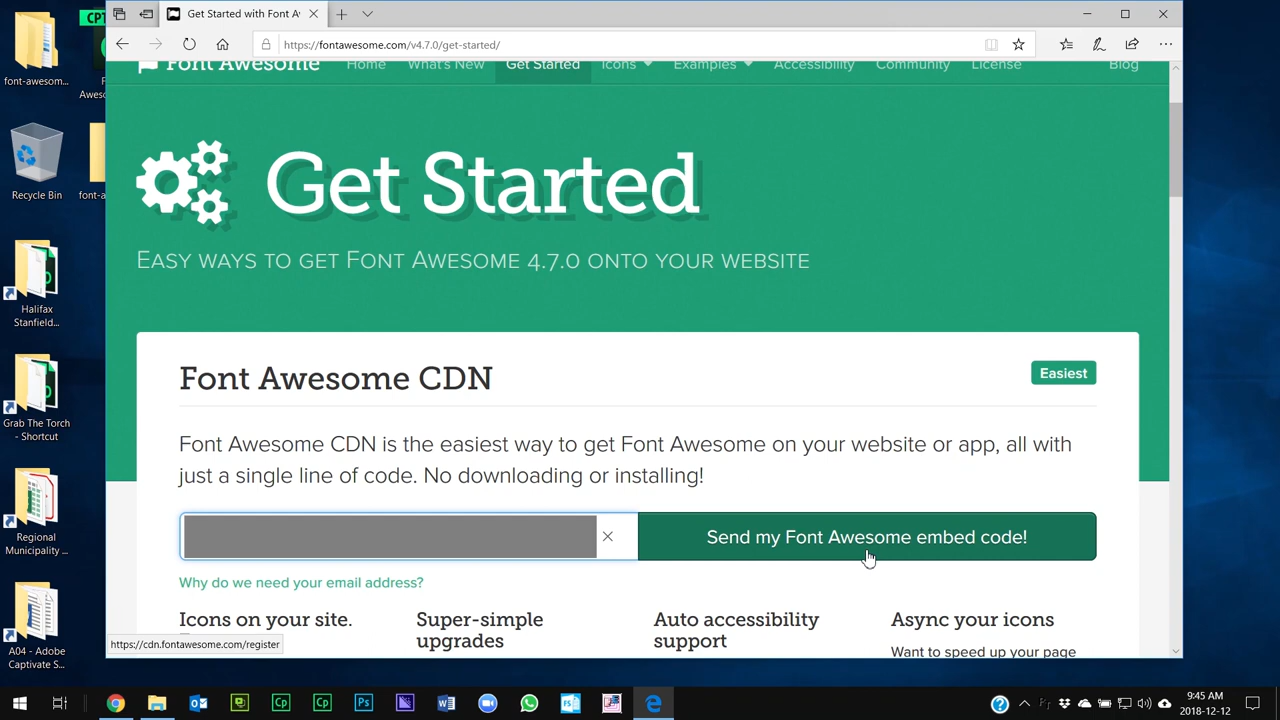 Get Started with Font A
https://fontawesome.com/v4.7.0/get-started/
Font Awesome
Home
What's New
Get Started
Icons
Examples
Accessibility
Community
License
Blog
Get Started
EASY WAYS TO GET FONT AWESOME 4.7.0 ONTO YOUR WEBSITE
Font Awesome CDN
Easiest
Font Awesome CDN is the easiest way to get Font Awesome on your website or app, all with
just a single line of code. No downloading or installing!
Send my Font Awesome embed code!
Why do we need your email address?
Icons on your site.
Super-simple
upgrades
Auto accessibility
support
Async your icons
Want to speed up your page
https://cdn.fontawesome.com/register
font-awesom...
CPT
Aweso
Recycle Bin
font-a
Halifax
Stanfield...
Grab The Torch
- Shortcut
Regional
Municipality ...
A04 - Adobe
Captivate S...
9:45 AM
2018-12-12